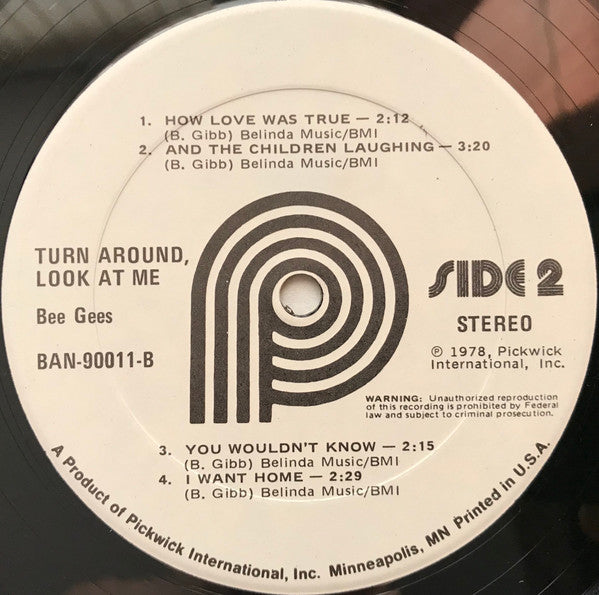 1. HOW LOVE WAS TRUE — 2:12
(B. Gibb) Belinda Music/BMI
2. AND THE CHILDREN LAUGHING — 3:20
(B. Gibb) Belinda Music/BMI
TURN AROUND,
LOOK AT ME
Bee Gees
BAN-90011-B
SIDE 2
STEREO
℗ 1978, Pickwick
International, Inc.
WARNING: Unauthorized reproduction
of this recording is prohibited by Federal
law and subject to criminal prosecution.
3. YOU WOULDN'T KNOW — 2:15
(B. Gibb) Belinda Music/BMI
4. I WANT HOME — 2:29
(B. Gibb) Belinda Music/BMI
A Product of Pickwick International, Inc. Minneapolis, MN Printed in U.S.A.